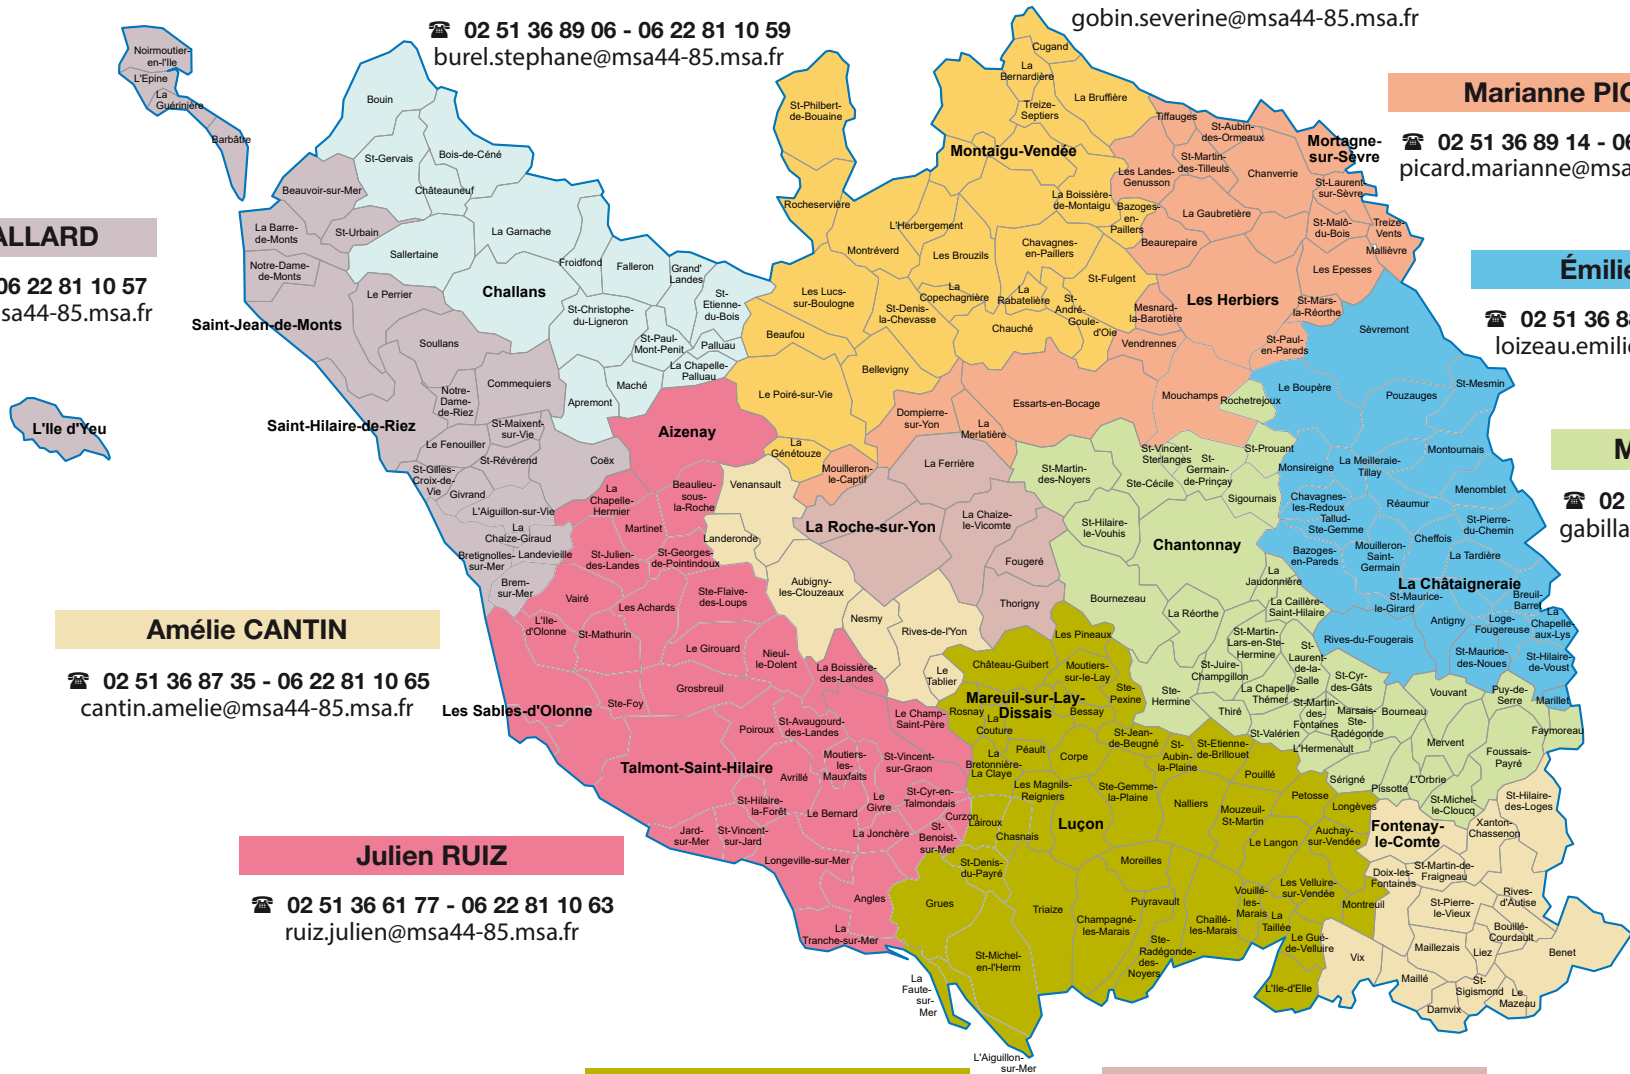 ☎ 02 51 36 89 06 - 06 22 81 10 59
burel.stephane@msa44-85.msa.fr
gobin.severine@msa44-85.msa.fr
Marianne PIC
☎ 02 51 36 89 14 - 06
picard.marianne@msa
ALLARD
06 22 81 10 57
sa44-85.msa.fr
Émilie
☎ 02 51 36 88
loizeau.emilie
M
☎ 02
gabilla
Amélie CANTIN
☎ 02 51 36 87 35 - 06 22 81 10 65
cantin.amelie@msa44-85.msa.fr
Julien RUIZ
☎ 02 51 36 61 77 - 06 22 81 10 63
ruiz.julien@msa44-85.msa.fr
Noirmoutier-
en-l'Ile
L'Epine
La
Guérinière
Barbâtre
L'Ile d'Yeu
Bouin
St-Gervais
Bois-de-Céné
Châteauneuf
Beauvoir-sur-Mer
La Barre-
de-Monts
St-Urbain
Notre-Dame-
de-Monts
Sallertaine
La Garnache
Froidfond
Falleron
Grand'
Landes
St-
Etienne-
du-Bois
Challans
Le Perrier
Saint-Jean-de-Monts
Soullans
St-Christophe-
du-Ligneron
St-Paul-
Mont-Penit
Palluau
La Chapelle-
Palluau
Maché
Apremont
Commequiers
Notre-
Dame-
de-Riez
Saint-Hilaire-de-Riez
St-Maixent-
sur-Vie
Le Fenouiller
St-Révérend
Coëx
St-Gilles-
Croix-de-
Vie
Givrand
L'Aiguillon-sur-Vie
La
Chaize-Giraud
Bretignolles-
sur-Mer
Landevieille
Brem-
sur-Mer
St-Philbert-
de-Bouaine
Rocheservière
Cugand
La
Bernardière
Treize-
Septiers
La Bruffière
Montaigu-Vendée
La Boissière-
de-Montaigu
Bazoges-
en-
Paillers
L'Herbergement
Montréverd
Les Brouzils
Chavagnes-
en-Paillers
St-Fulgent
Les Lucs-
sur-Boulogne
St-Denis-
la-Chevasse
La
Copechagnière
La
Rabatelière
St-
André-
Goule-
d'Oie
Chauché
Beaufou
Bellevigny
Le Poiré-sur-Vie
La
Génétouze
Tiffauges
St-Aubin-
des-Ormeaux
Mortagne-
sur-Sèvre
Les Landes-
Genusson
St-Martin-
des-Tilleuls
Chanverrie
St-Laurent-
sur-Sèvre
La Gaubretière
St-Malô-
du-Bois
Treize-
Vents
Mallièvre
Beaurepaire
Les Epesses
Les Herbiers
St-Mars-
la-Réorthe
Mesnard-
la-Barotière
Vendrennes
St-Paul-
en-Pareds
Mouchamps
Essarts-en-Bocage
Dompierre-
sur-Yon
La
Merlatière
Mouilleron-
le-Captif
Rochetrejoux
Sèvremont
St-Mesmin
Le Boupère
Pouzauges
Montournais
Monsireigne
La Meilleraie-
Tillay
Menomblet
Chavagnes-
les-Redoux
Réaumur
Tallud-
Ste-Gemme
St-Pierre-
du-Chemin
Cheffois
Bazoges-
en-Pareds
Mouilleron-
Saint-
Germain
La Tardière
La Châtaigneraie
St-Maurice-
le-Girard
Breuil-
Barret
La
Chapelle-
aux-Lys
Antigny
Loge-
Fougereuse
Rives-du-Fougerais
St-Maurice-
des-Noues
St-Hilaire-
de-Voust
Marillet
Aizenay
La
Chapelle-
Hermier
Beaulieu-
sous-
la-Roche
Martinet
St-Julien-
des-Landes
St-Georges-
de-Pointindoux
Vairé
Les Achards
Ste-Flaive-
des-Loups
L'Ile-
d'Olonne
St-Mathurin
Le Girouard
Nieul-
le-Dolent
La Boissière-
des-Landes
Grosbreuil
Ste-Foy
Les Sables-d'Olonne
Le Champ-
Saint-Père
St-Avaugourd-
des-Landes
Poiroux
Moutiers-
les-
Mauxfaits
St-Vincent-
sur-Graon
Talmont-Saint-Hilaire
Avrillé
St-Hilaire-
la-Forêt
Le Bernard
Le
Givre
St-Cyr-en-
Talmondais
Curzon
La Jonchère
St-
Benoist-
sur-Mer
Jard-
sur-Mer
St-Vincent-
sur-Jard
Longeville-sur-Mer
Angles
La
Tranche-sur-Mer
Venansault
Landeronde
Aubigny-
les-Clouzeaux
Nesmy
Rives-de-l'Yon
Le
Tablier
La Ferrière
La Roche-sur-Yon
La Chaize-
le-Vicomte
Fougeré
Thorigny
St-Martin-
des-Noyers
St-Vincent-
Sterlanges
St-Prouant
Ste-Cécile
St-
Germain-
de-Prinçay
Sigournais
St-Hilaire-
le-Vouhis
Chantonnay
La
Jaudonnière
Bournezeau
La Réorthe
La Caillère-
Saint-Hilaire
St-Martin-
Lars-en-Ste-
Hermine
St-
Laurent-
de-la-
Salle
St-Juire-
Champgillon
St-Cyr-
des-Gâts
Ste-
Hermine
La Chapelle-
Thémer
Thiré
St-Martin-
des-
Fontaines
Marsais-
Ste-
Radégonde
Bourneau
Vouvant
Puy-de-
Serre
St-Valérien
L'Hermenault
Mervent
Faymoreau
Foussais-
Payré
Sérigné
L'Orbrie
Pissotte
St-Michel-
le-Cloucq
Les Pineaux
Château-Guibert
Moutiers-
sur-le-Lay
Mareuil-sur-Lay-
Dissais
Ste-
Pexine
Rosnay
La
Couture
Bessay
St-Jean-
de-Beugné
La
Bretonnière-
La Claye
Péault
Corpe
St-
Aubin-
la-Plaine
St-Etienne-
de-Brillouet
Pouillé
Les Magnils-
Reigniers
Ste-Gemme-
la-Plaine
Nalliers
Petosse
Mouzeuil-
St-Martin
Longèves
Lairoux
Luçon
Chasnais
Le Langon
Auchay-
sur-Vendée
St-Denis-
du-Payré
Moreilles
Grues
Triaize
Puyravault
Vouillé-
les-
Marais
Les Velluire-
sur-Vendée
Montreuil
Champagné-
les-Marais
Chaillé-
les-Marais
La
Taillée
Le Gué-
de-Velluire
Ste-
Radégonde-
des-
Noyers
St-Michel-
en-l'Herm
L'Ile-d'Elle
La
Faute-
sur-
Mer
L'Aiguillon-
sur-Mer
Fontenay-
le-Comte
St-Hilaire-
des-Loges
Xanton-
Chassenon
Doix-les-
Fontaines
St-Martin-de-
Fraigneau
Rives-
d'Autise
St-Pierre-
le-Vieux
Bouillé-
Courdault
Vix
Maillezais
Liez
Benet
Maillé
St-
Sigismond
Le
Mazeau
Damvix